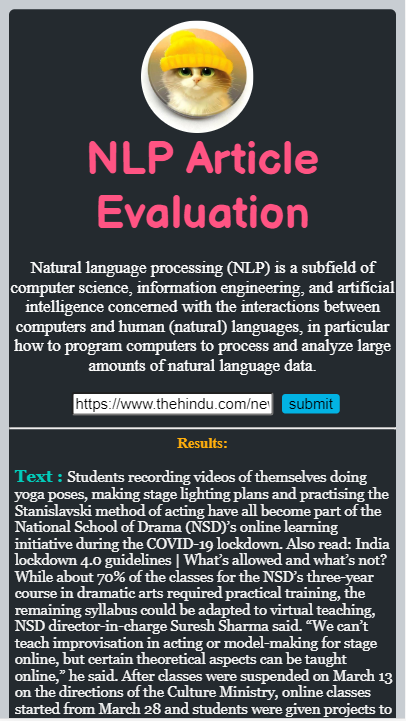 NLP Article
Evaluation
Natural language processing (NLP) is a subfield of
computer science, information engineering, and artificial
intelligence concerned with the interactions between
computers and human (natural) languages, in particular
how to program computers to process and analyze large
amounts of natural language data.
https://www.thehindu.com/nev submit
Results:
Text : Students recording videos of themselves doing
yoga poses, making stage lighting plans and practising the
Stanislavski method of acting have all become part of the
National School of Drama (NSD)’s online learning
initiative during the COVID-19 lockdown. Also read: India
lockdown 4.0 guidelines | What’s allowed and what’s not?
While about 70% of the classes for the NSD’s three-year
course in dramatic arts required practical training, the
remaining syllabus could be adapted to virtual teaching,
NSD director-in-charge Suresh Sharma said. “We can’t
teach improvisation in acting or model-making for stage
online, but certain theoretical aspects can be taught
online,” he said. After classes were suspended on March 13
on the directions of the Culture Ministry, online classes
started from March 28 and students were given projects to